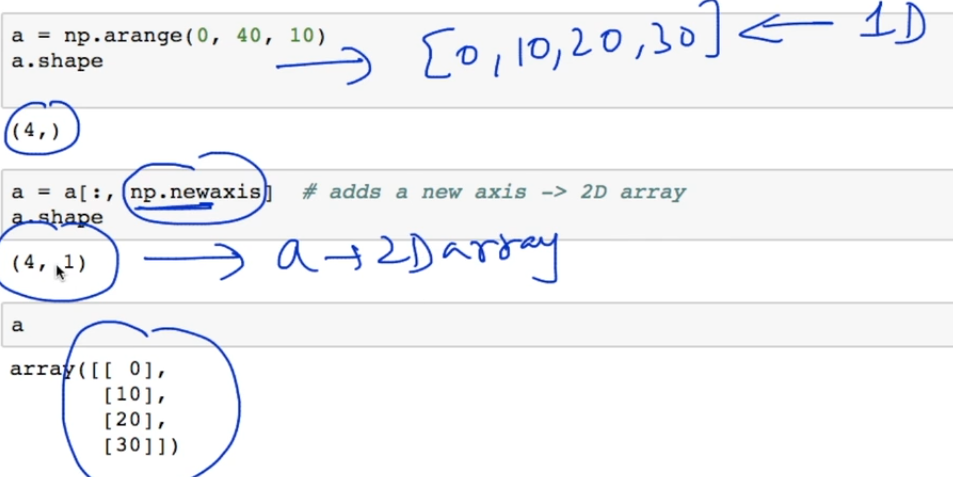 a = np.arange(0, 40, 10)
a.shape
→ [0,10,20,30] ← 1D
(4,)
a = a[:, np.newaxis]  # adds a new axis -> 2D array
a.shape
(4, 1) → a → 2D array
a
array([[ 0],
       [10],
       [20],
       [30]])